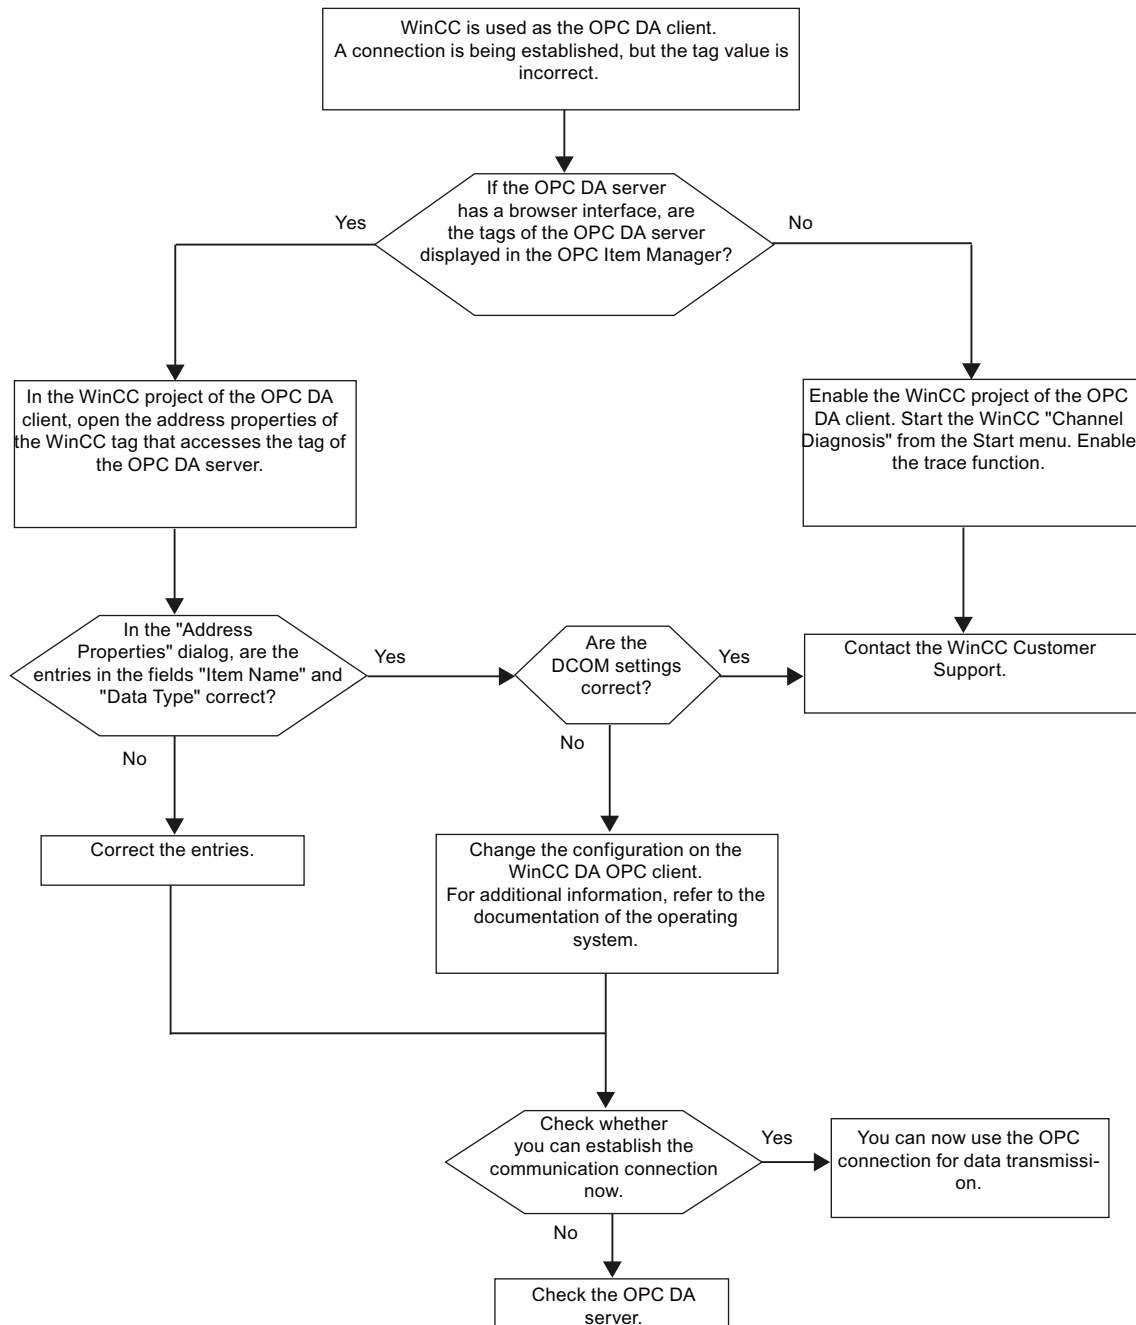 WinCC is used as the OPC DA client.
A connection is being established, but the tag value is
incorrect.
If the OPC DA server
has a browser interface, are
the tags of the OPC DA server
displayed in the OPC Item Manager?
Yes
No
In the WinCC project of the OPC DA
client, open the address properties of
the WinCC tag that accesses the tag of
the OPC DA server.
Enable the WinCC project of the OPC
DA client. Start the WinCC "Channel
Diagnosis" from the Start menu. Enable
the trace function.
In the "Address
Properties" dialog, are the
entries in the fields "Item Name" and
"Data Type" correct?
Yes
Are the
DCOM settings
correct?
Yes
Contact the WinCC Customer
Support.
No
No
Correct the entries.
Change the configuration on the
WinCC DA OPC client.
For additional information, refer to the
documentation of the operating
system.
Check whether
you can establish the
communication connection
now.
Yes
You can now use the OPC
connection for data transmissi-
on.
No
Check the OPC DA
server.